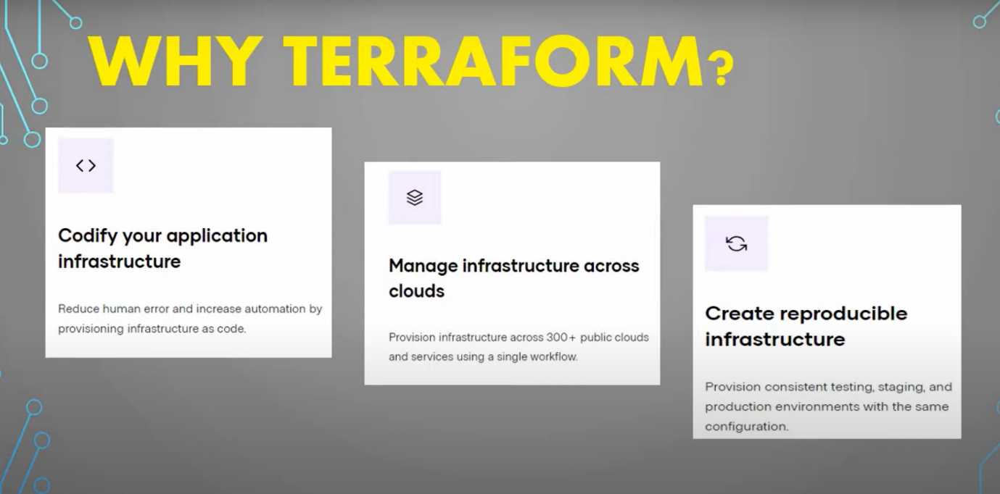 WHY TERRAFORM?
Codify your application
infrastructure
Reduce human error and increase automation by
provisioning infrastructure as code.
Manage infrastructure across
clouds
Provision infrastructure across 300+ public clouds
and services using a single workflow.
Create reproducible
infrastructure
Provision consistent testing, staging, and
production environments with the same
configuration.